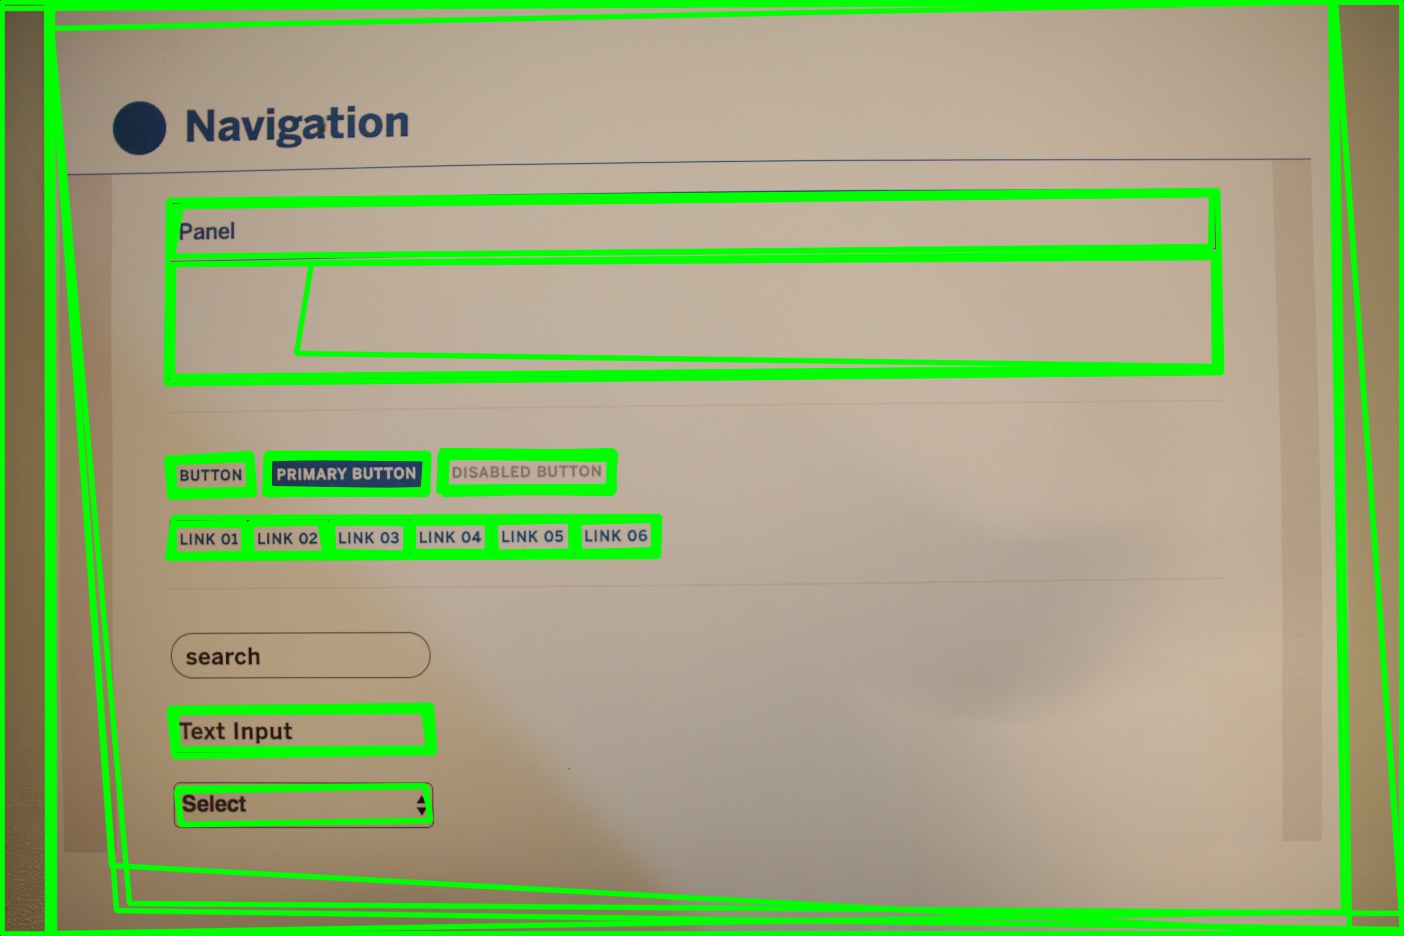 Navigation
Panel
BUTTON PRIMARY BUTTON DISABLED BUTTON
LINK 01 LINK 02 LINK 03 LINK 04 LINK 05 LINK 06
search
Text Input
Select